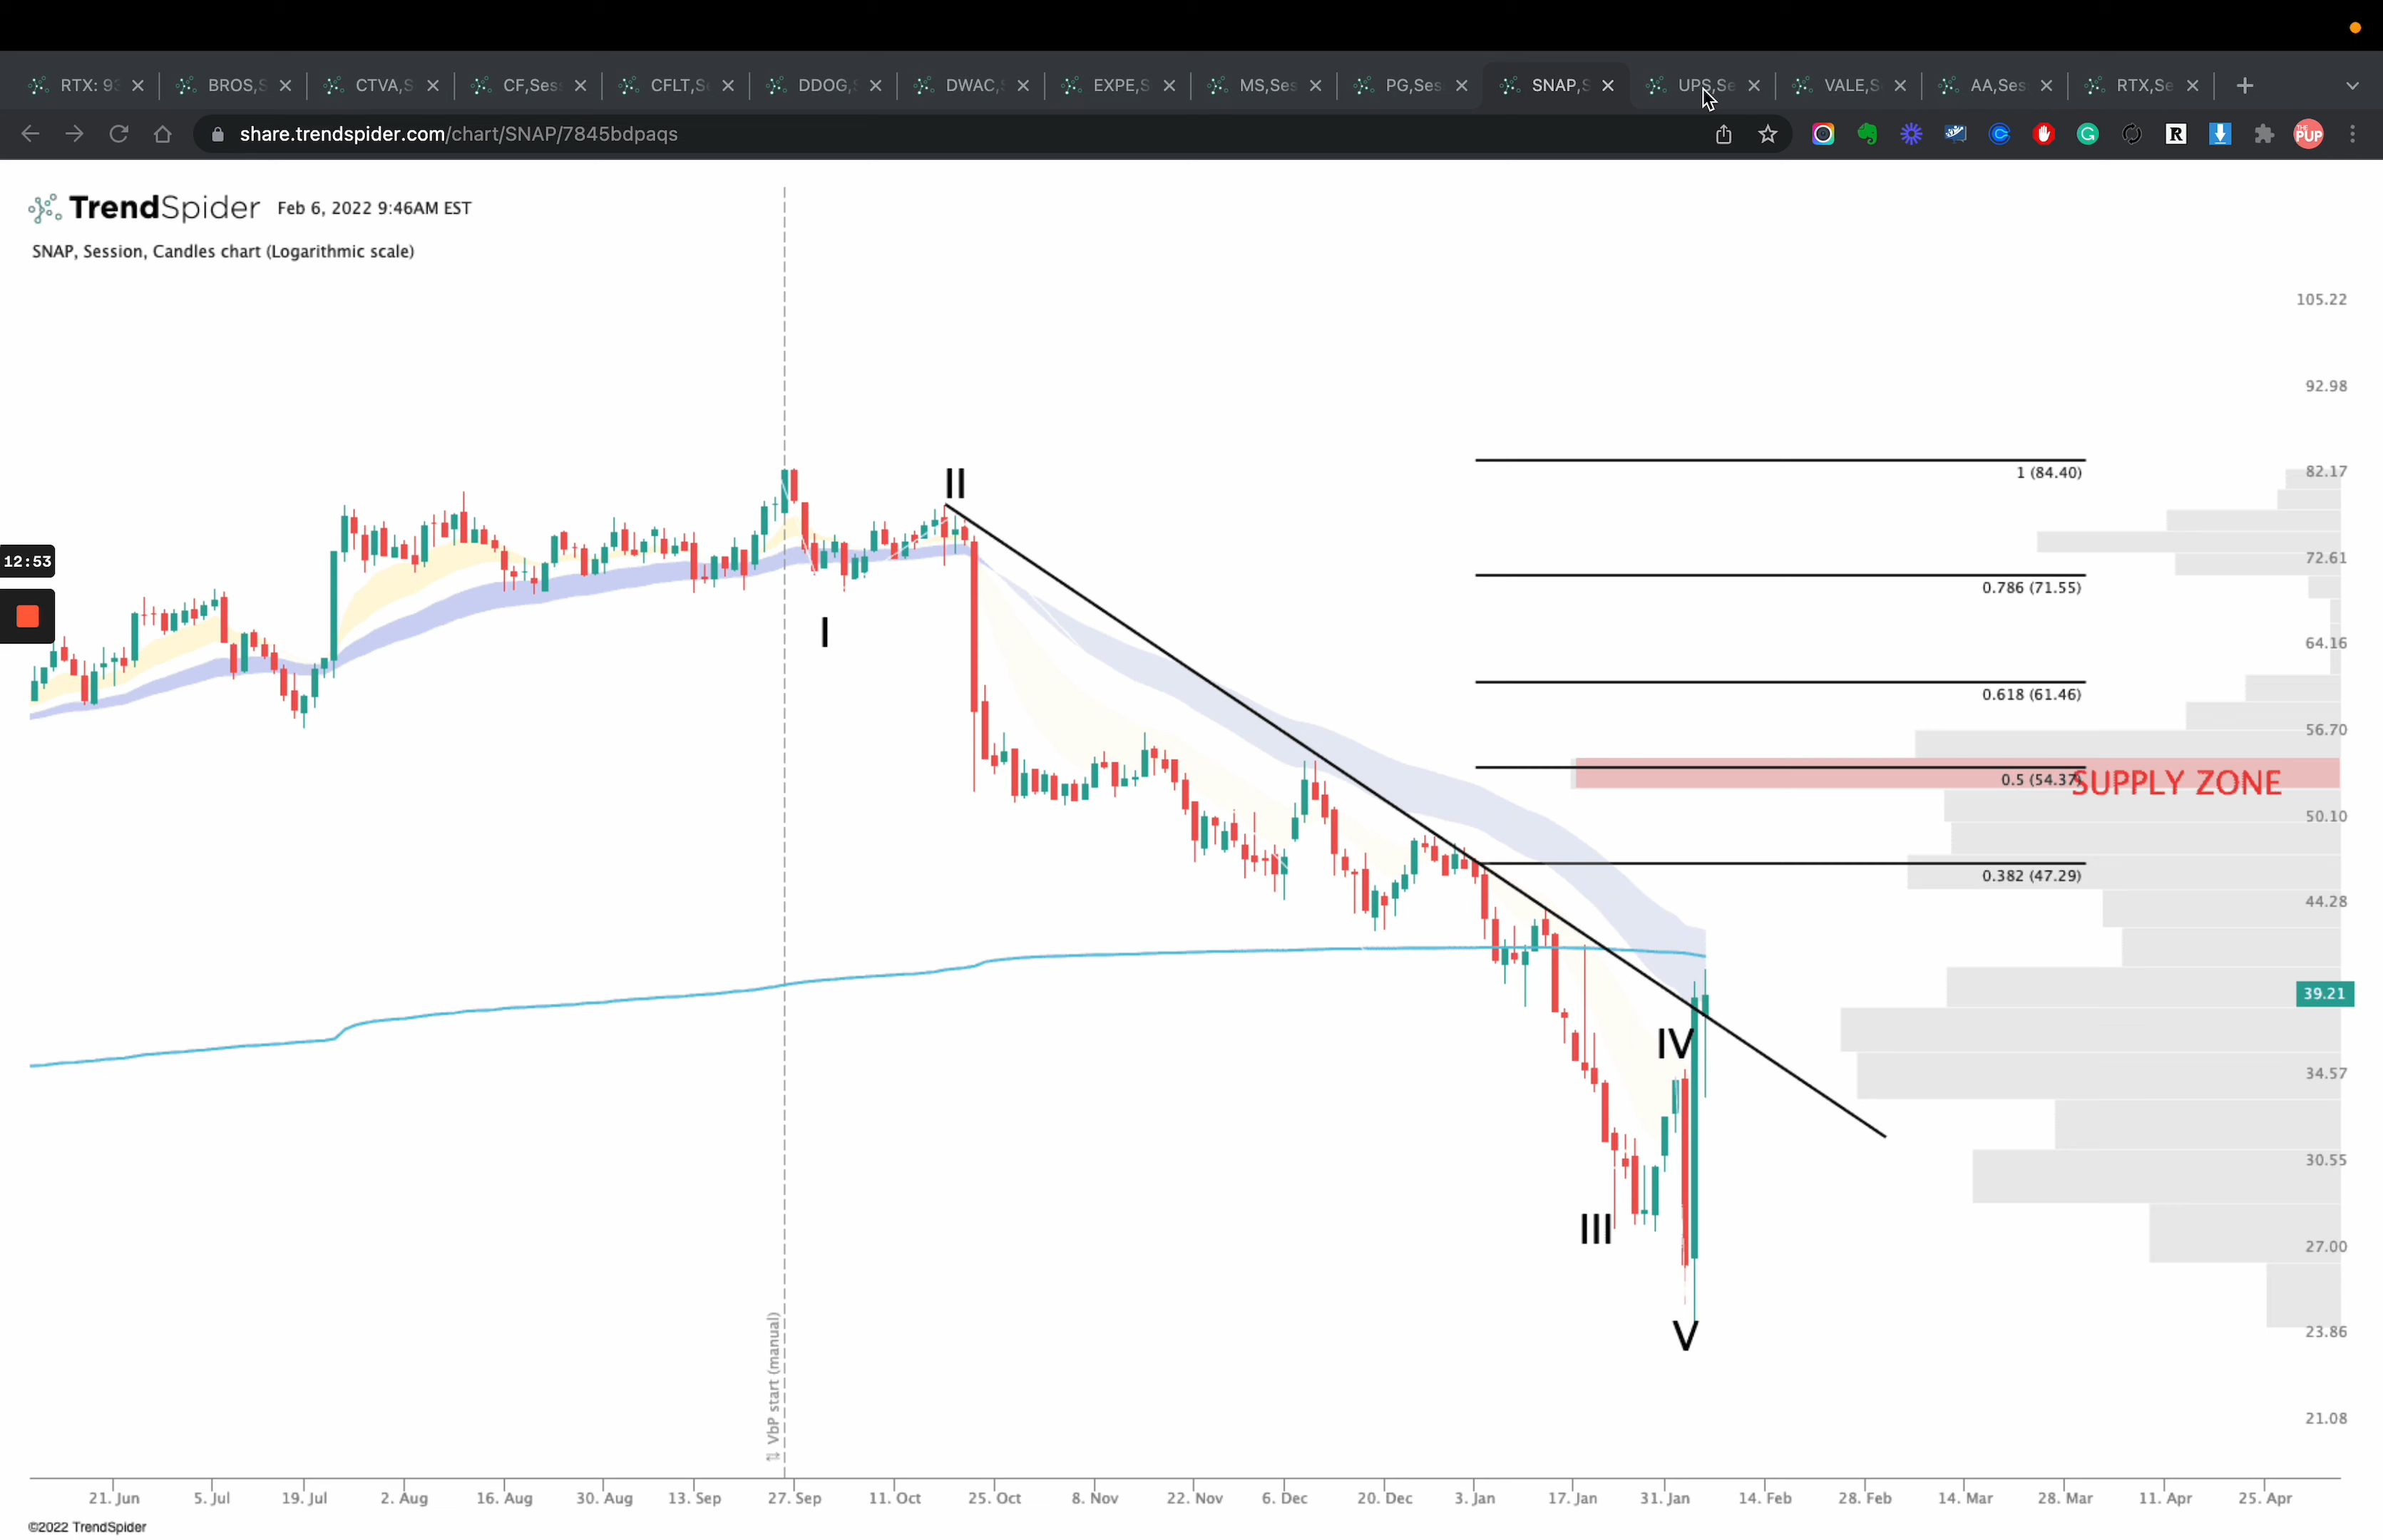 RTX: 93
BROS,S
CTVA,S
CF,Ses
CFLT,S
DDOG,
DWAC,
EXPE,S
MS,Ses
PG,Ses
SNAP,S
UPS,Se
VALE,S
AA,Ses
RTX,Se
share.trendspider.com/chart/SNAP/7845bdpaqs
R
THE PUP
TrendSpider Feb 6, 2022 9:46AM EST
SNAP, Session, Candles chart (Logarithmic scale)
105.22
92.98
II
1 (84.40)
82.17
12:53
72.61
0.786 (71.55)
I
64.16
0.618 (61.46)
56.70
0.5 (54.37)
SUPPLY ZONE
50.10
0.382 (47.29)
44.28
39.21
IV
34.57
30.55
III
27.00
V
23.86
VbP start (manual)
21.08
21. Jun 5. Jul 19. Jul 2. Aug 16. Aug 30. Aug 13. Sep 27. Sep 11. Oct 25. Oct 8. Nov 22. Nov 6. Dec 20. Dec 3. Jan 17. Jan 31. Jan 14. Feb 28. Feb 14. Mar 28. Mar 11. Apr 25. Apr
©2022 TrendSpider